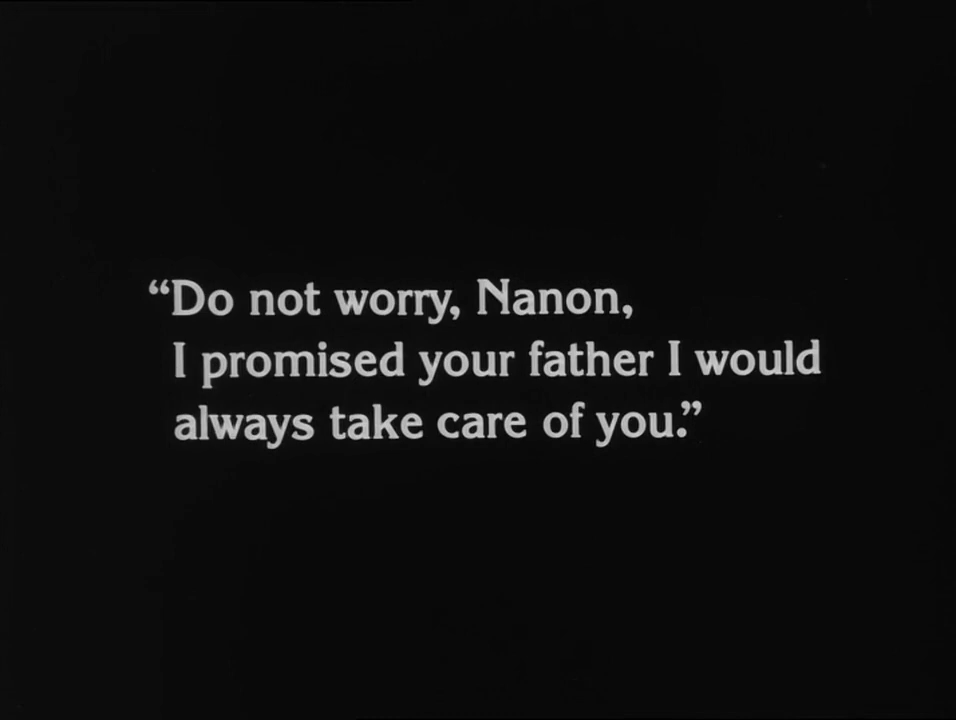 “Do not worry, Nanon,
I promised your father I would
always take care of you.”